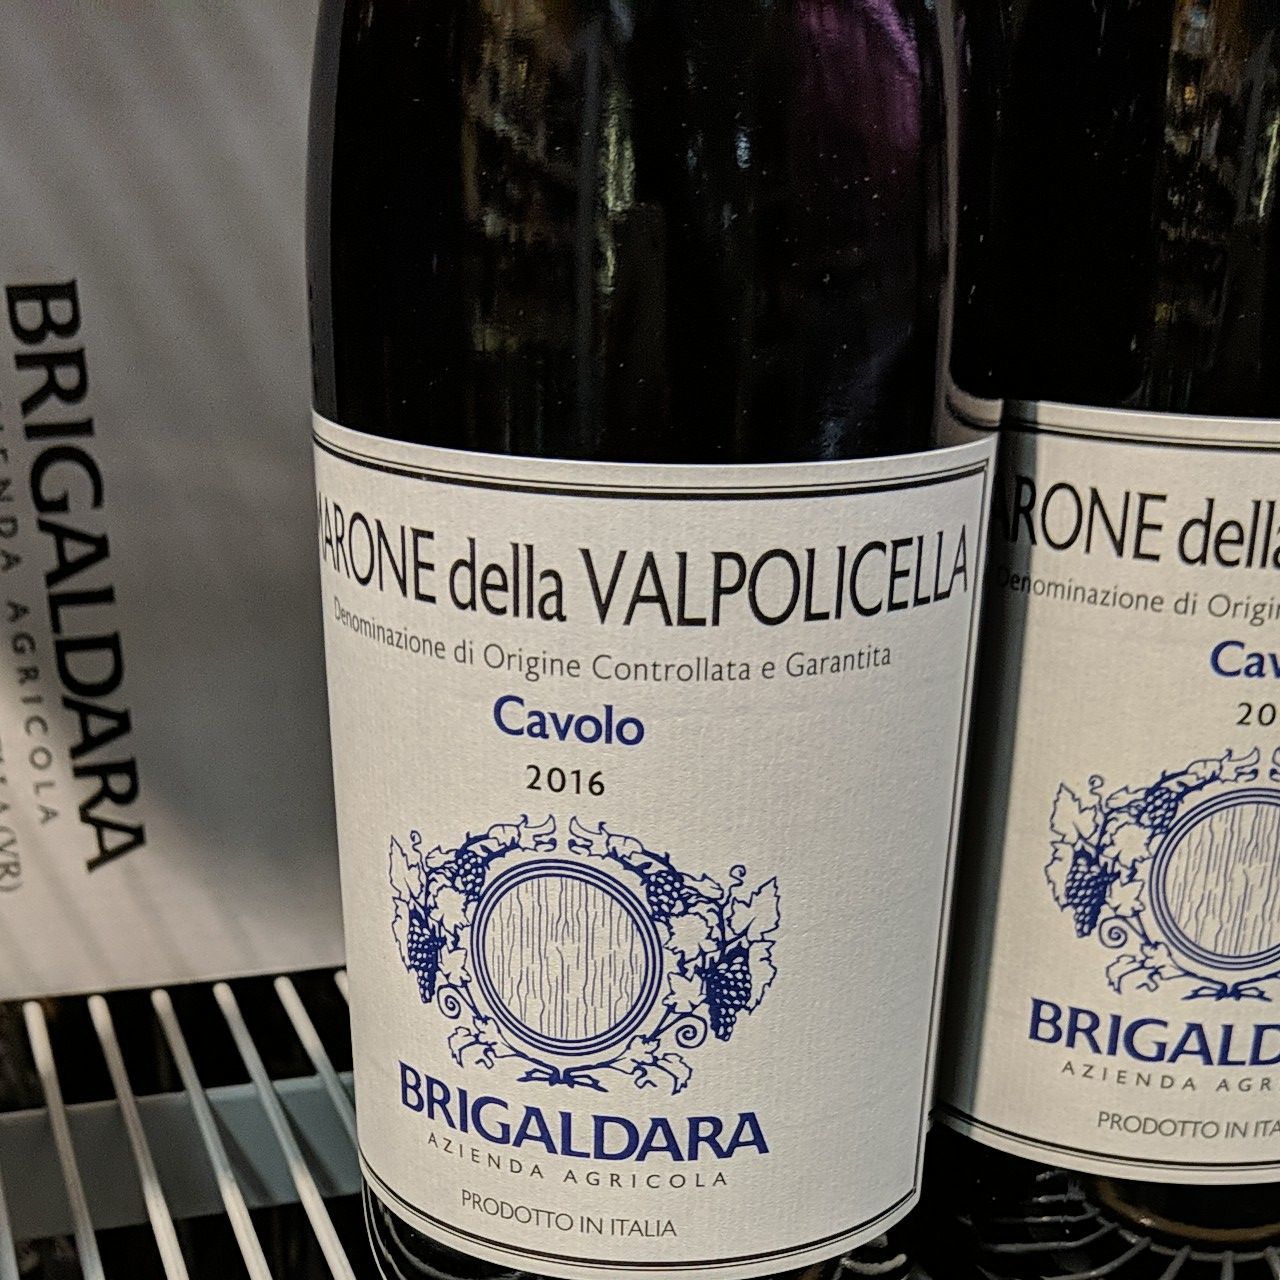 BRIGALDARA
AGRICOLA
ARONE della VALPOLICELLA
Denominazione di Origine Controllata e Garantita
Cavolo
2016
BRIGALDARA
AZIENDA AGRICOLA
PRODOTTO IN ITALIA
ARONE della
Denominazione di Origin
Cav
20
BRIGALD
AZIENDA AGR
PRODOTTO IN ITA